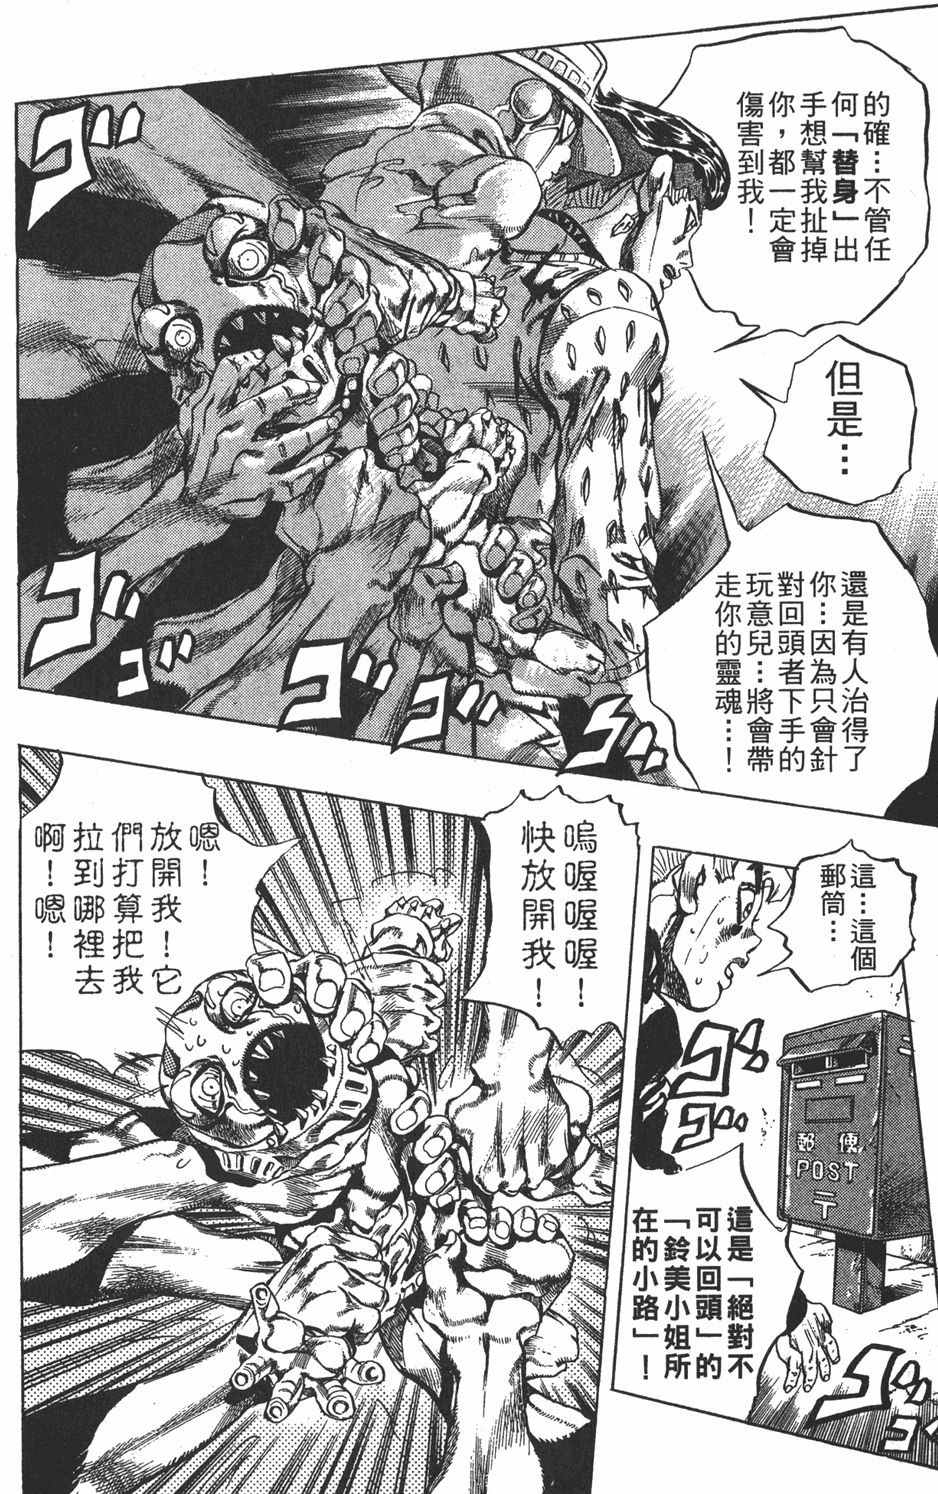 的確…不管任
何「替身」出
手想幫我扯掉
你，都一定會
傷害到我！
但是…
還是有人治得了
你…因為只會針
對回頭者下手的
玩意兒…將會帶
走你的靈魂…！
ゴゴゴゴゴゴ
這…這個
郵筒…
ゴゴ
郵便
POST
〒
這是「絕對不
可以回頭」的
「鈴美小姐所
在的小路」！
ゴゴ
嗚喔喔喔！
快放開我！
嗯！
放開我！它
們打算把我
拉到哪裡去
啊！嗯！